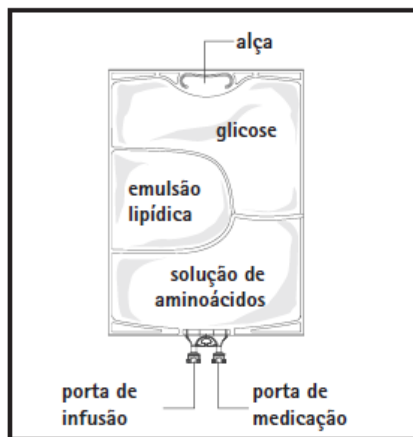 alça
glicose
emulsão
lipídica
solução de
aminoácidos
porta de
infusão
porta de
medicação